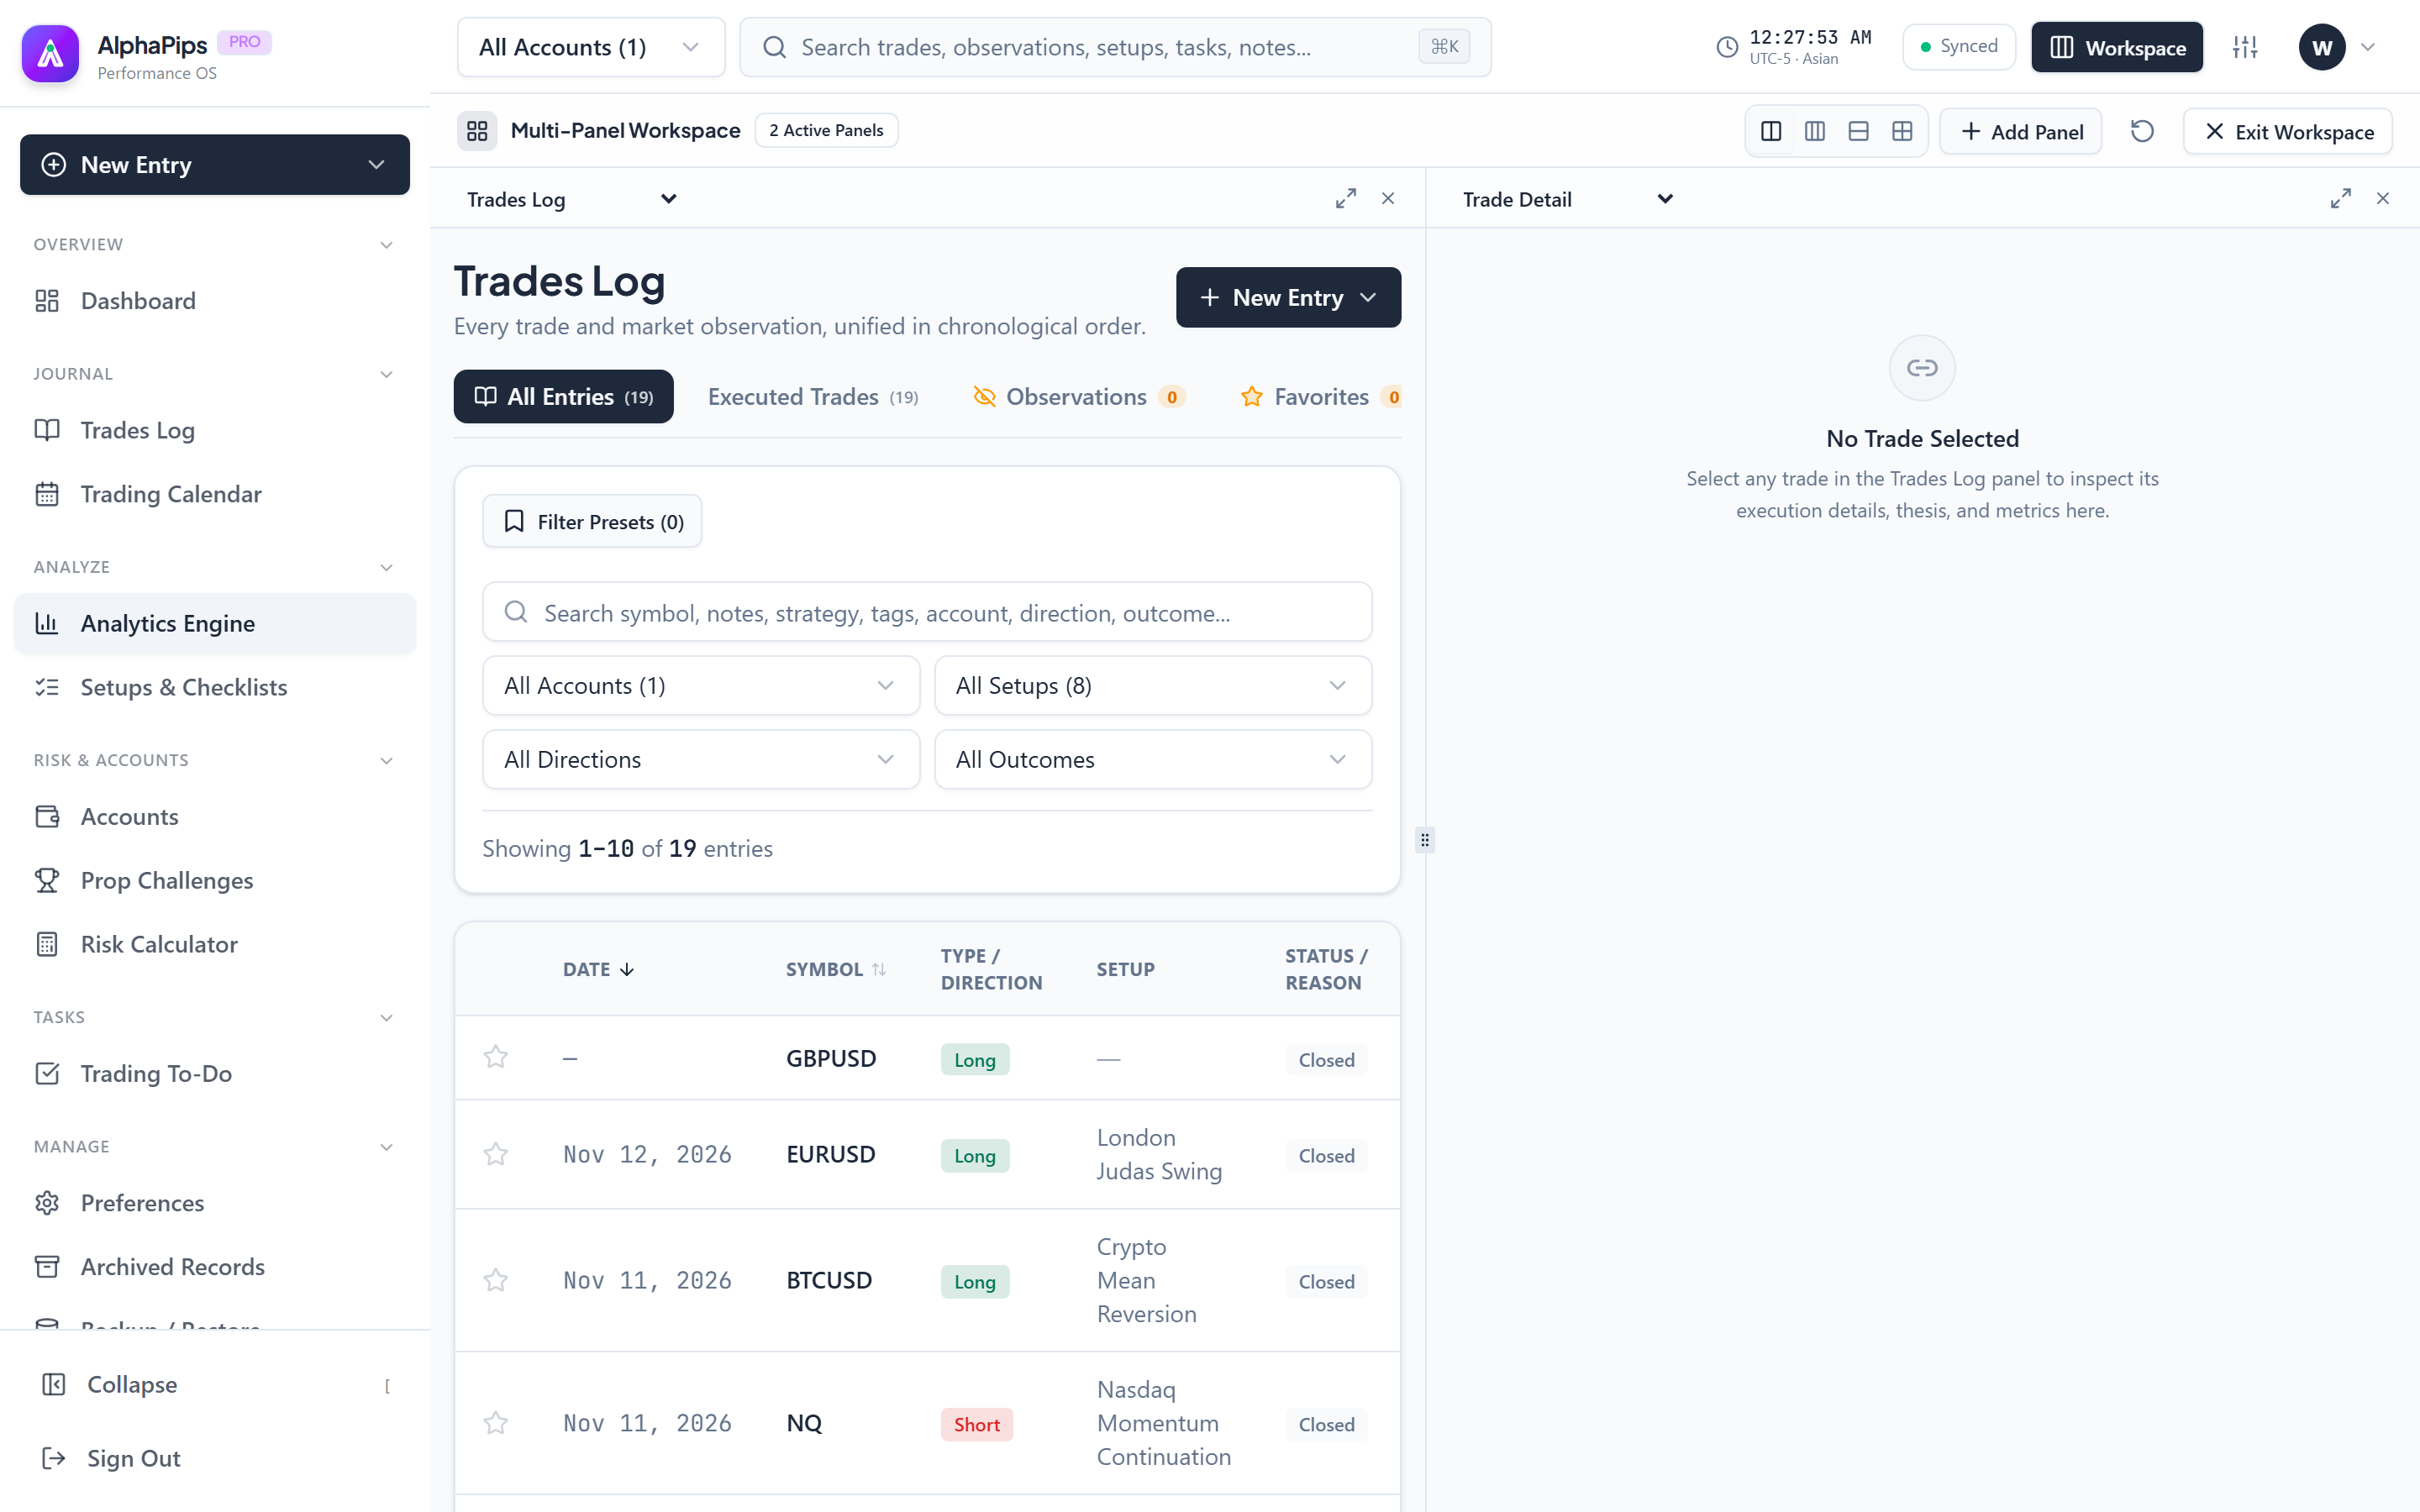 AlphaPips PRO
Performance OS
New Entry
OVERVIEW
Dashboard
JOURNAL
Trades Log
Trading Calendar
ANALYZE
Analytics Engine
Setups & Checklists
RISK & ACCOUNTS
Accounts
Prop Challenges
Risk Calculator
TASKS
Trading To-Do
MANAGE
Preferences
Archived Records
Backup / Restore
Collapse [
Sign Out
All Accounts (1)
Search trades, observations, setups, tasks, notes...
⌘K
12:27:53 AM
UTC-5 · Asian
Synced
Workspace
W
Multi-Panel Workspace
2 Active Panels
Add Panel
Exit Workspace
Trades Log
Trades Log
Every trade and market observation, unified in chronological order.
New Entry
All Entries (19)
Executed Trades (19)
Observations 0
Favorites 0
Filter Presets (0)
Search symbol, notes, strategy, tags, account, direction, outcome...
All Accounts (1)
All Setups (8)
All Directions
All Outcomes
Showing 1–10 of 19 entries
DATE
SYMBOL
TYPE /
DIRECTION
SETUP
STATUS /
REASON
— GBPUSD Long — Closed
Nov 12, 2026 EURUSD Long
London
Judas Swing
Closed
Nov 11, 2026 BTCUSD Long
Crypto
Mean
Reversion
Closed
Nov 11, 2026 NQ Short
Nasdaq
Momentum
Continuation
Closed
Trade Detail
No Trade Selected
Select any trade in the Trades Log panel to inspect its
execution details, thesis, and metrics here.